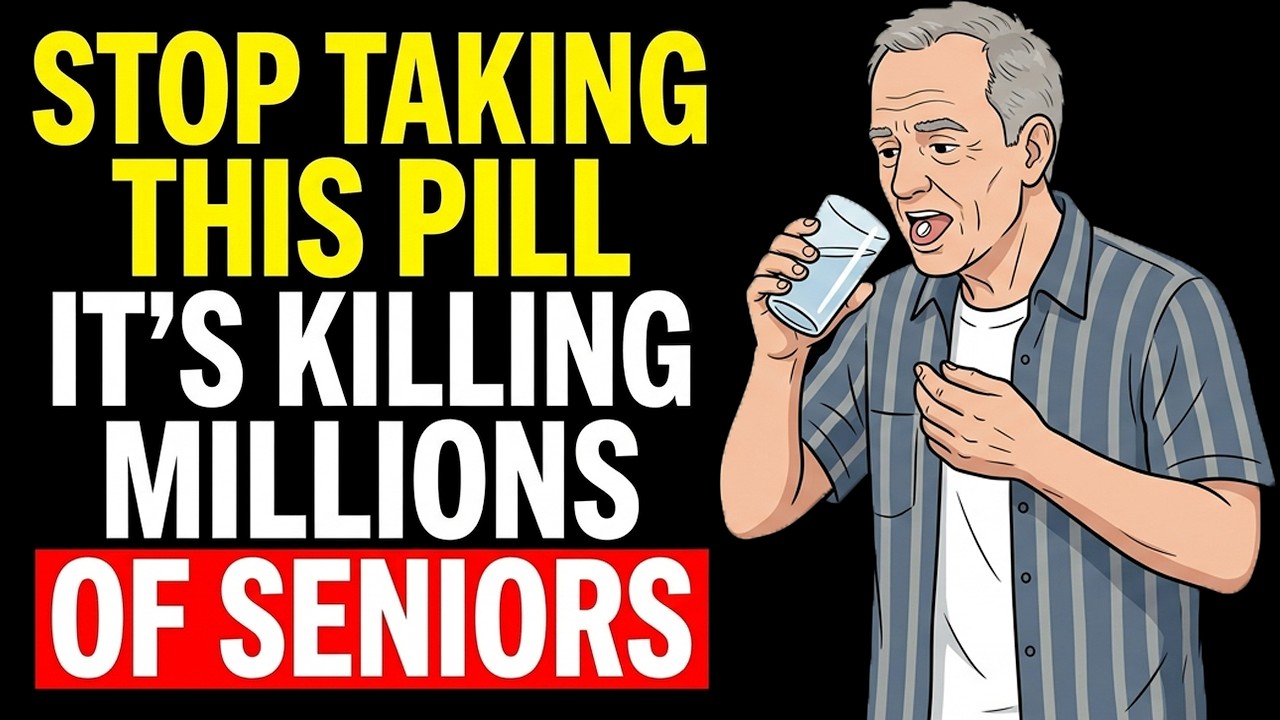 STOP TAKING
THIS PILL
IT'S KILLING
MILLIONS
OF SENIORS